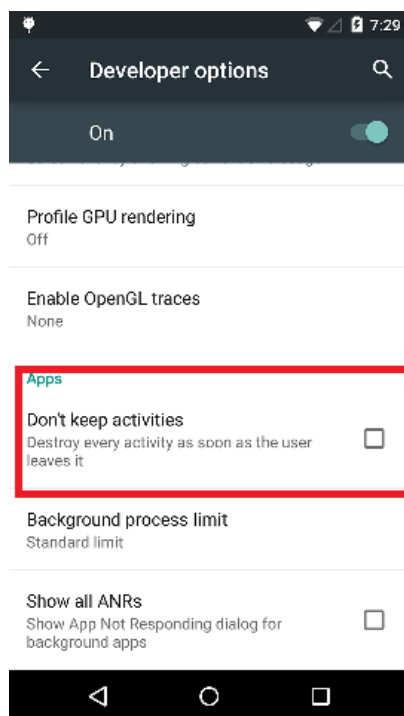 7:29
Developer options
On
Profile GPU rendering
Off
Enable OpenGL traces
None
Apps
Don't keep activities
Destroy every activity as soon as the user
leaves it
Background process limit
Standard limit
Show all ANRs
Show App Not Responding dialog for
background apps